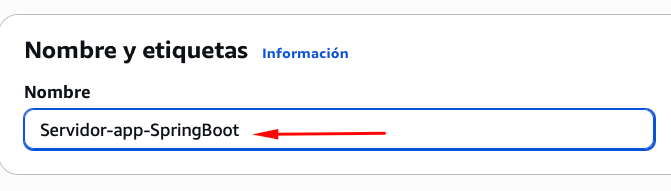 Nombre y etiquetas Información
Nombre
Servidor-app-SpringBoot